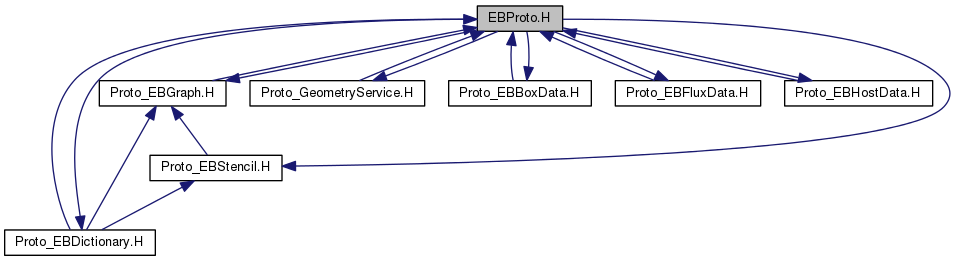 EBProto.H
Proto_EBGraph.H
Proto_GeometryService.H
Proto_EBBoxData.H
Proto_EBFluxData.H
Proto_EBHostData.H
Proto_EBStencil.H
Proto_EBDictionary.H